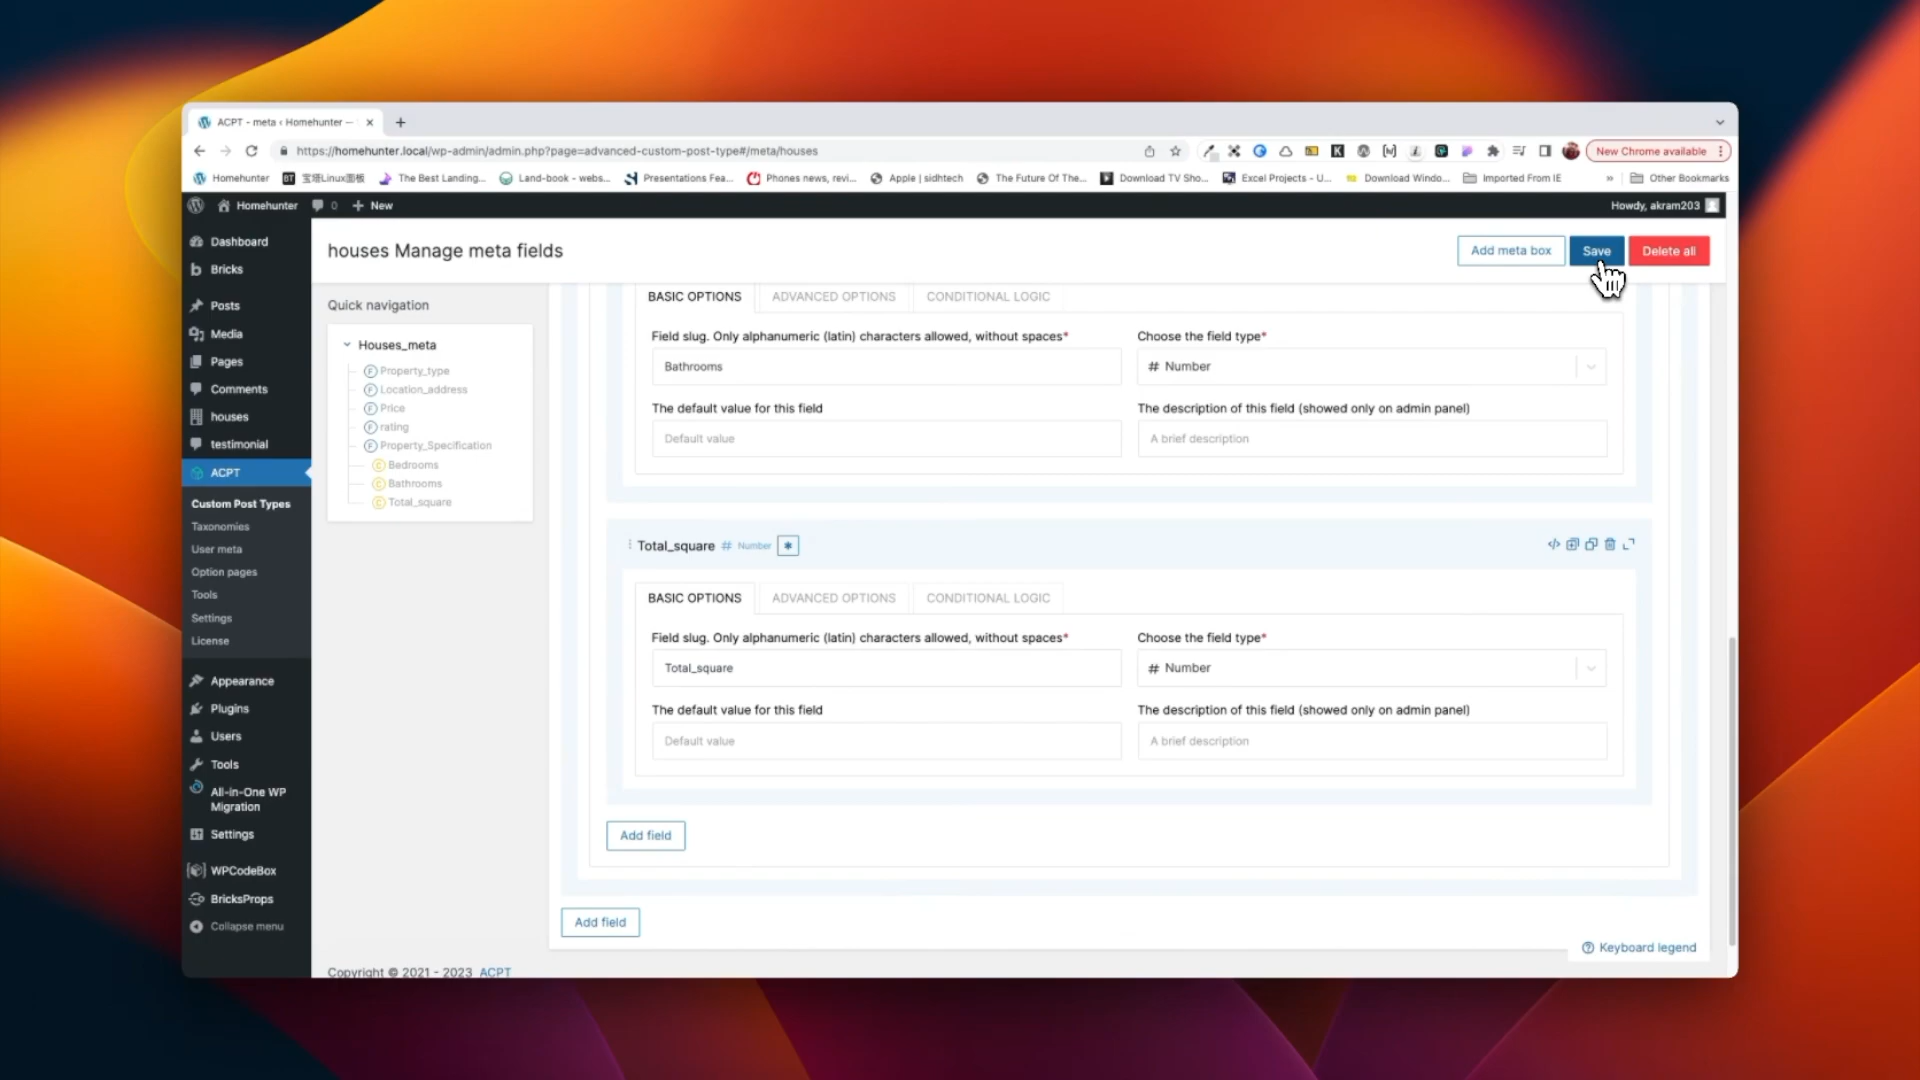 ACPT - meta ‹ Homehunter —
https://homehunter.local/wp-admin/admin.php?page=advanced-custom-post-type#/meta/houses
New Chrome available
Homehunter
宝塔Linux面板
The Best Landing...
Land-book - webs...
Presentations Fea...
Phones news, revi...
Apple | sidhtech
The Future Of The...
Download TV Sho...
Excel Projects - U...
Download Windo...
Imported From IE
»
Other Bookmarks
Homehunter
0
New
Howdy, akram203
Dashboard
Bricks
Posts
Media
Pages
Comments
houses
testimonial
ACPT
Custom Post Types
Taxonomies
User meta
Option pages
Tools
Settings
License
Appearance
Plugins
Users
Tools
All-in-One WP
Migration
Settings
WPCodeBox
BricksProps
Collapse menu
houses Manage meta fields
Add meta box
Save
Delete all
Quick navigation
Houses_meta
F Property_type
F Location_address
F Price
F rating
F Property_Specification
C Bedrooms
C Bathrooms
C Total_square
BASIC OPTIONS
ADVANCED OPTIONS
CONDITIONAL LOGIC
Field slug. Only alphanumeric (latin) characters allowed, without spaces*
Choose the field type*
Bathrooms
# Number
The default value for this field
The description of this field (showed only on admin panel)
Default value
A brief description
Total_square # Number *
BASIC OPTIONS
ADVANCED OPTIONS
CONDITIONAL LOGIC
Field slug. Only alphanumeric (latin) characters allowed, without spaces*
Choose the field type*
Total_square
# Number
The default value for this field
The description of this field (showed only on admin panel)
Default value
A brief description
Add field
Add field
Keyboard legend
Copyright © 2021 - 2023 ACPT